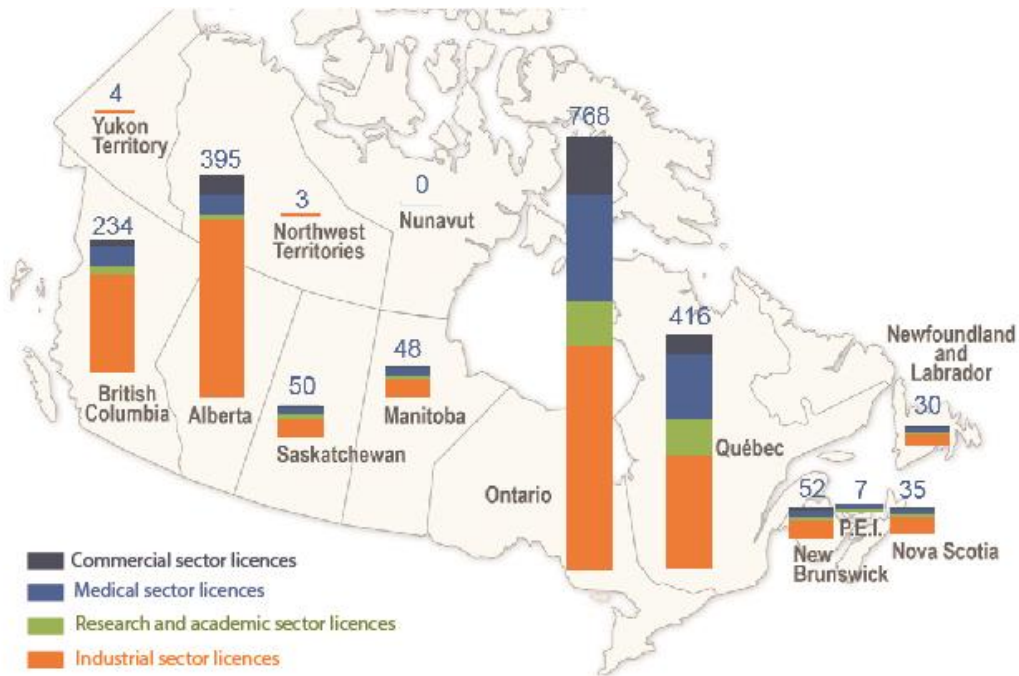 4
Yukon
Territory
395
3
Northwest
Territories
0
Nunavut
768
234
British
Columbia
Alberta
50
Saskatchewan
48
Manitoba
Ontario
416
Québec
Newfoundland
and
Labrador
30
52
New
Brunswick
7
P.E.I.
35
Nova Scotia
Commercial sector licences
Medical sector licences
Research and academic sector licences
Industrial sector licences